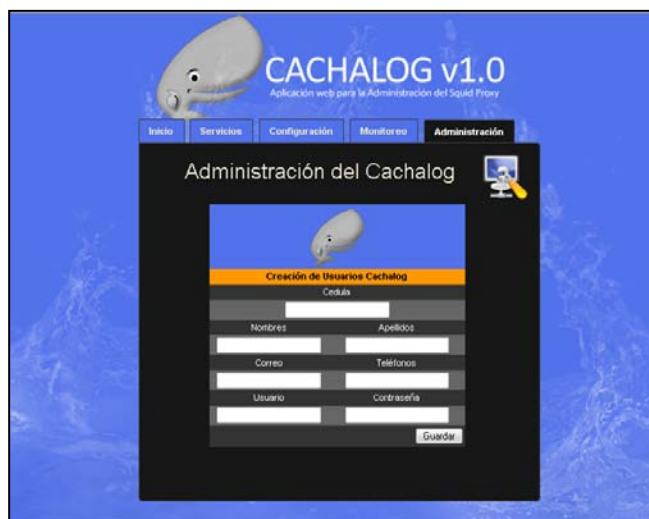 CACHALOG v1.0
Aplicación web para la Administración del Squid Proxy
Inicio Servicios Configuración Monitoreo Administración
Administración del Cachalog
Creación de Usuarios Cachalog
Cedula
Nombres Apellidos
Correo Teléfonos
Usuario Contraseña
Guardar